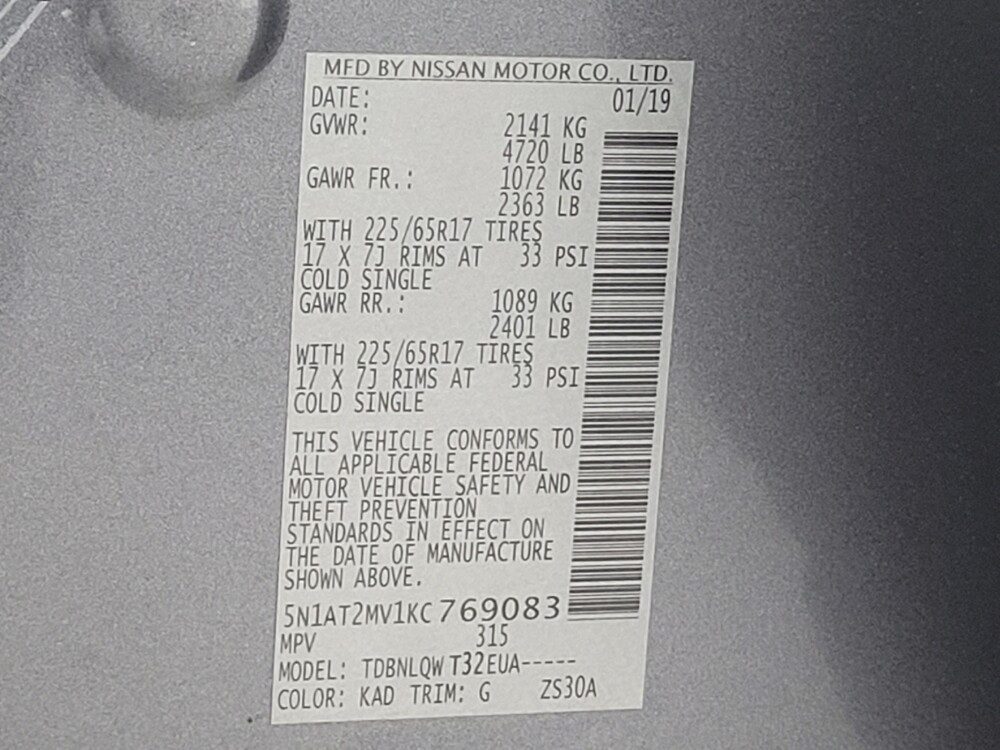 MFD BY NISSAN MOTOR CO., LTD.
DATE: 01/19
GVWR: 2141 KG
4720 LB
GAWR FR.: 1072 KG
2363 LB
WITH 225/65R17 TIRES
17 X 7J RIMS AT 33 PSI
COLD SINGLE
GAWR RR.: 1089 KG
2401 LB
WITH 225/65R17 TIRES
17 X 7J RIMS AT 33 PSI
COLD SINGLE
THIS VEHICLE CONFORMS TO
ALL APPLICABLE FEDERAL
MOTOR VEHICLE SAFETY AND
THEFT PREVENTION
STANDARDS IN EFFECT ON
THE DATE OF MANUFACTURE
SHOWN ABOVE.
5N1AT2MV1KC769083
MPV 315
MODEL: TDBNLQWT32EUA-----
COLOR: KAD TRIM: G ZS30A